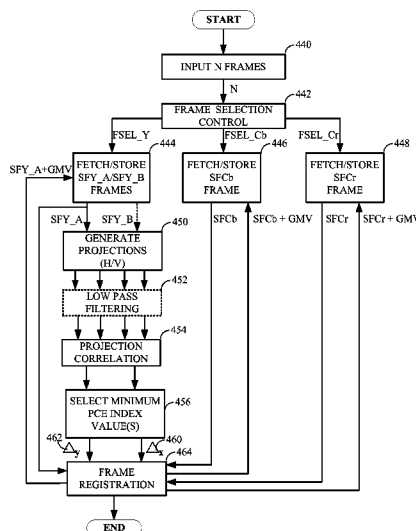 START
440
INPUT N FRAMES
N
442
FRAME SELECTION
CONTROL
FSEL_Y
FSEL_Cb
FSEL_Cr
444
446
448
SFY_A+GMV
FETCH/STORE
SFY_A/SFY_B
FRAMES
FETCH/STORE
SFCb
FRAME
FETCH/STORE
SFCr
FRAME
SFY_A
SFY_B
SFCb
SFCb + GMV
SFCr
SFCr + GMV
450
GENERATE
PROJECTIONS
(H/V)
452
LOW PASS
FILTERING
454
PROJECTION
CORRELATION
456
SELECT MINIMUM
PCE INDEX
VALUE(S)
462
△y
△x
460
464
FRAME
REGISTRATION
END